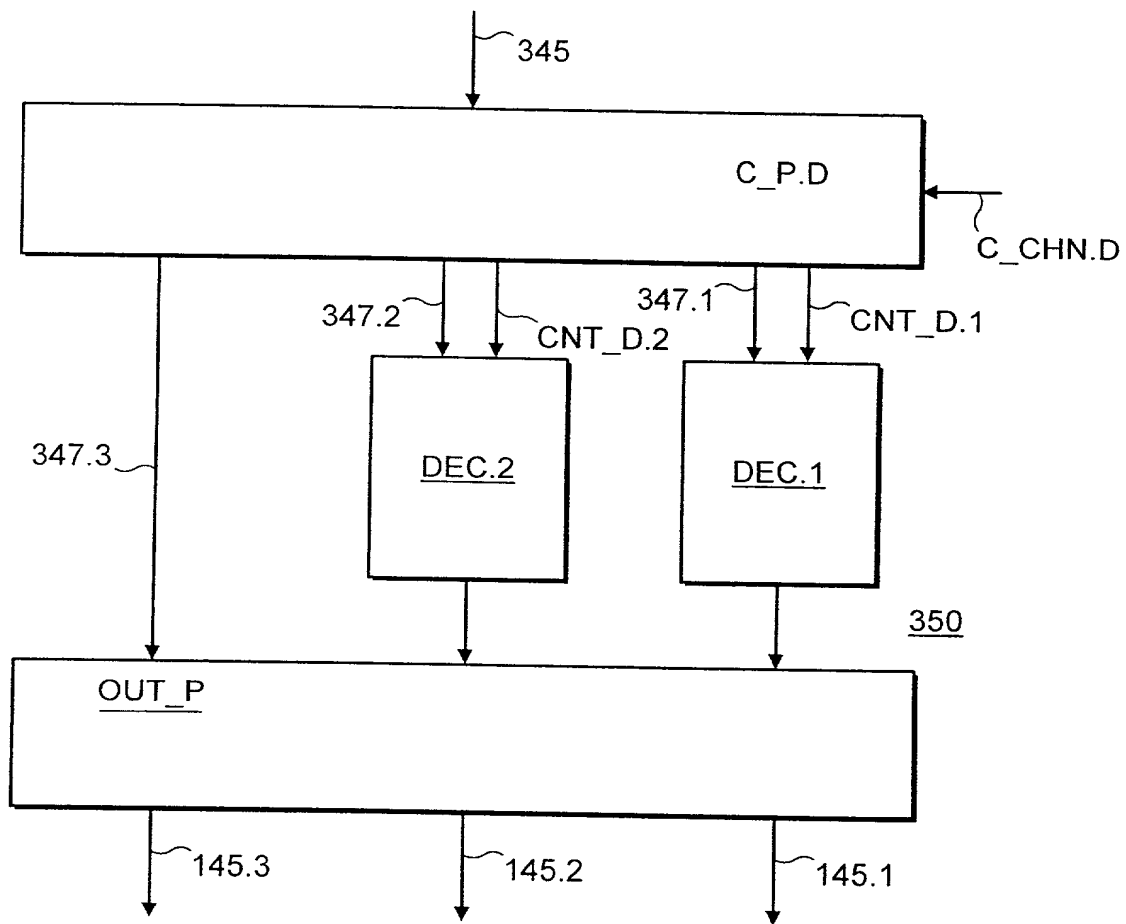 345
C_P.D
C_CHN.D
347.2
347.1
CNT_D.2
CNT_D.1
347.3
DEC.2
DEC.1
350
OUT_P
145.3
145.2
145.1